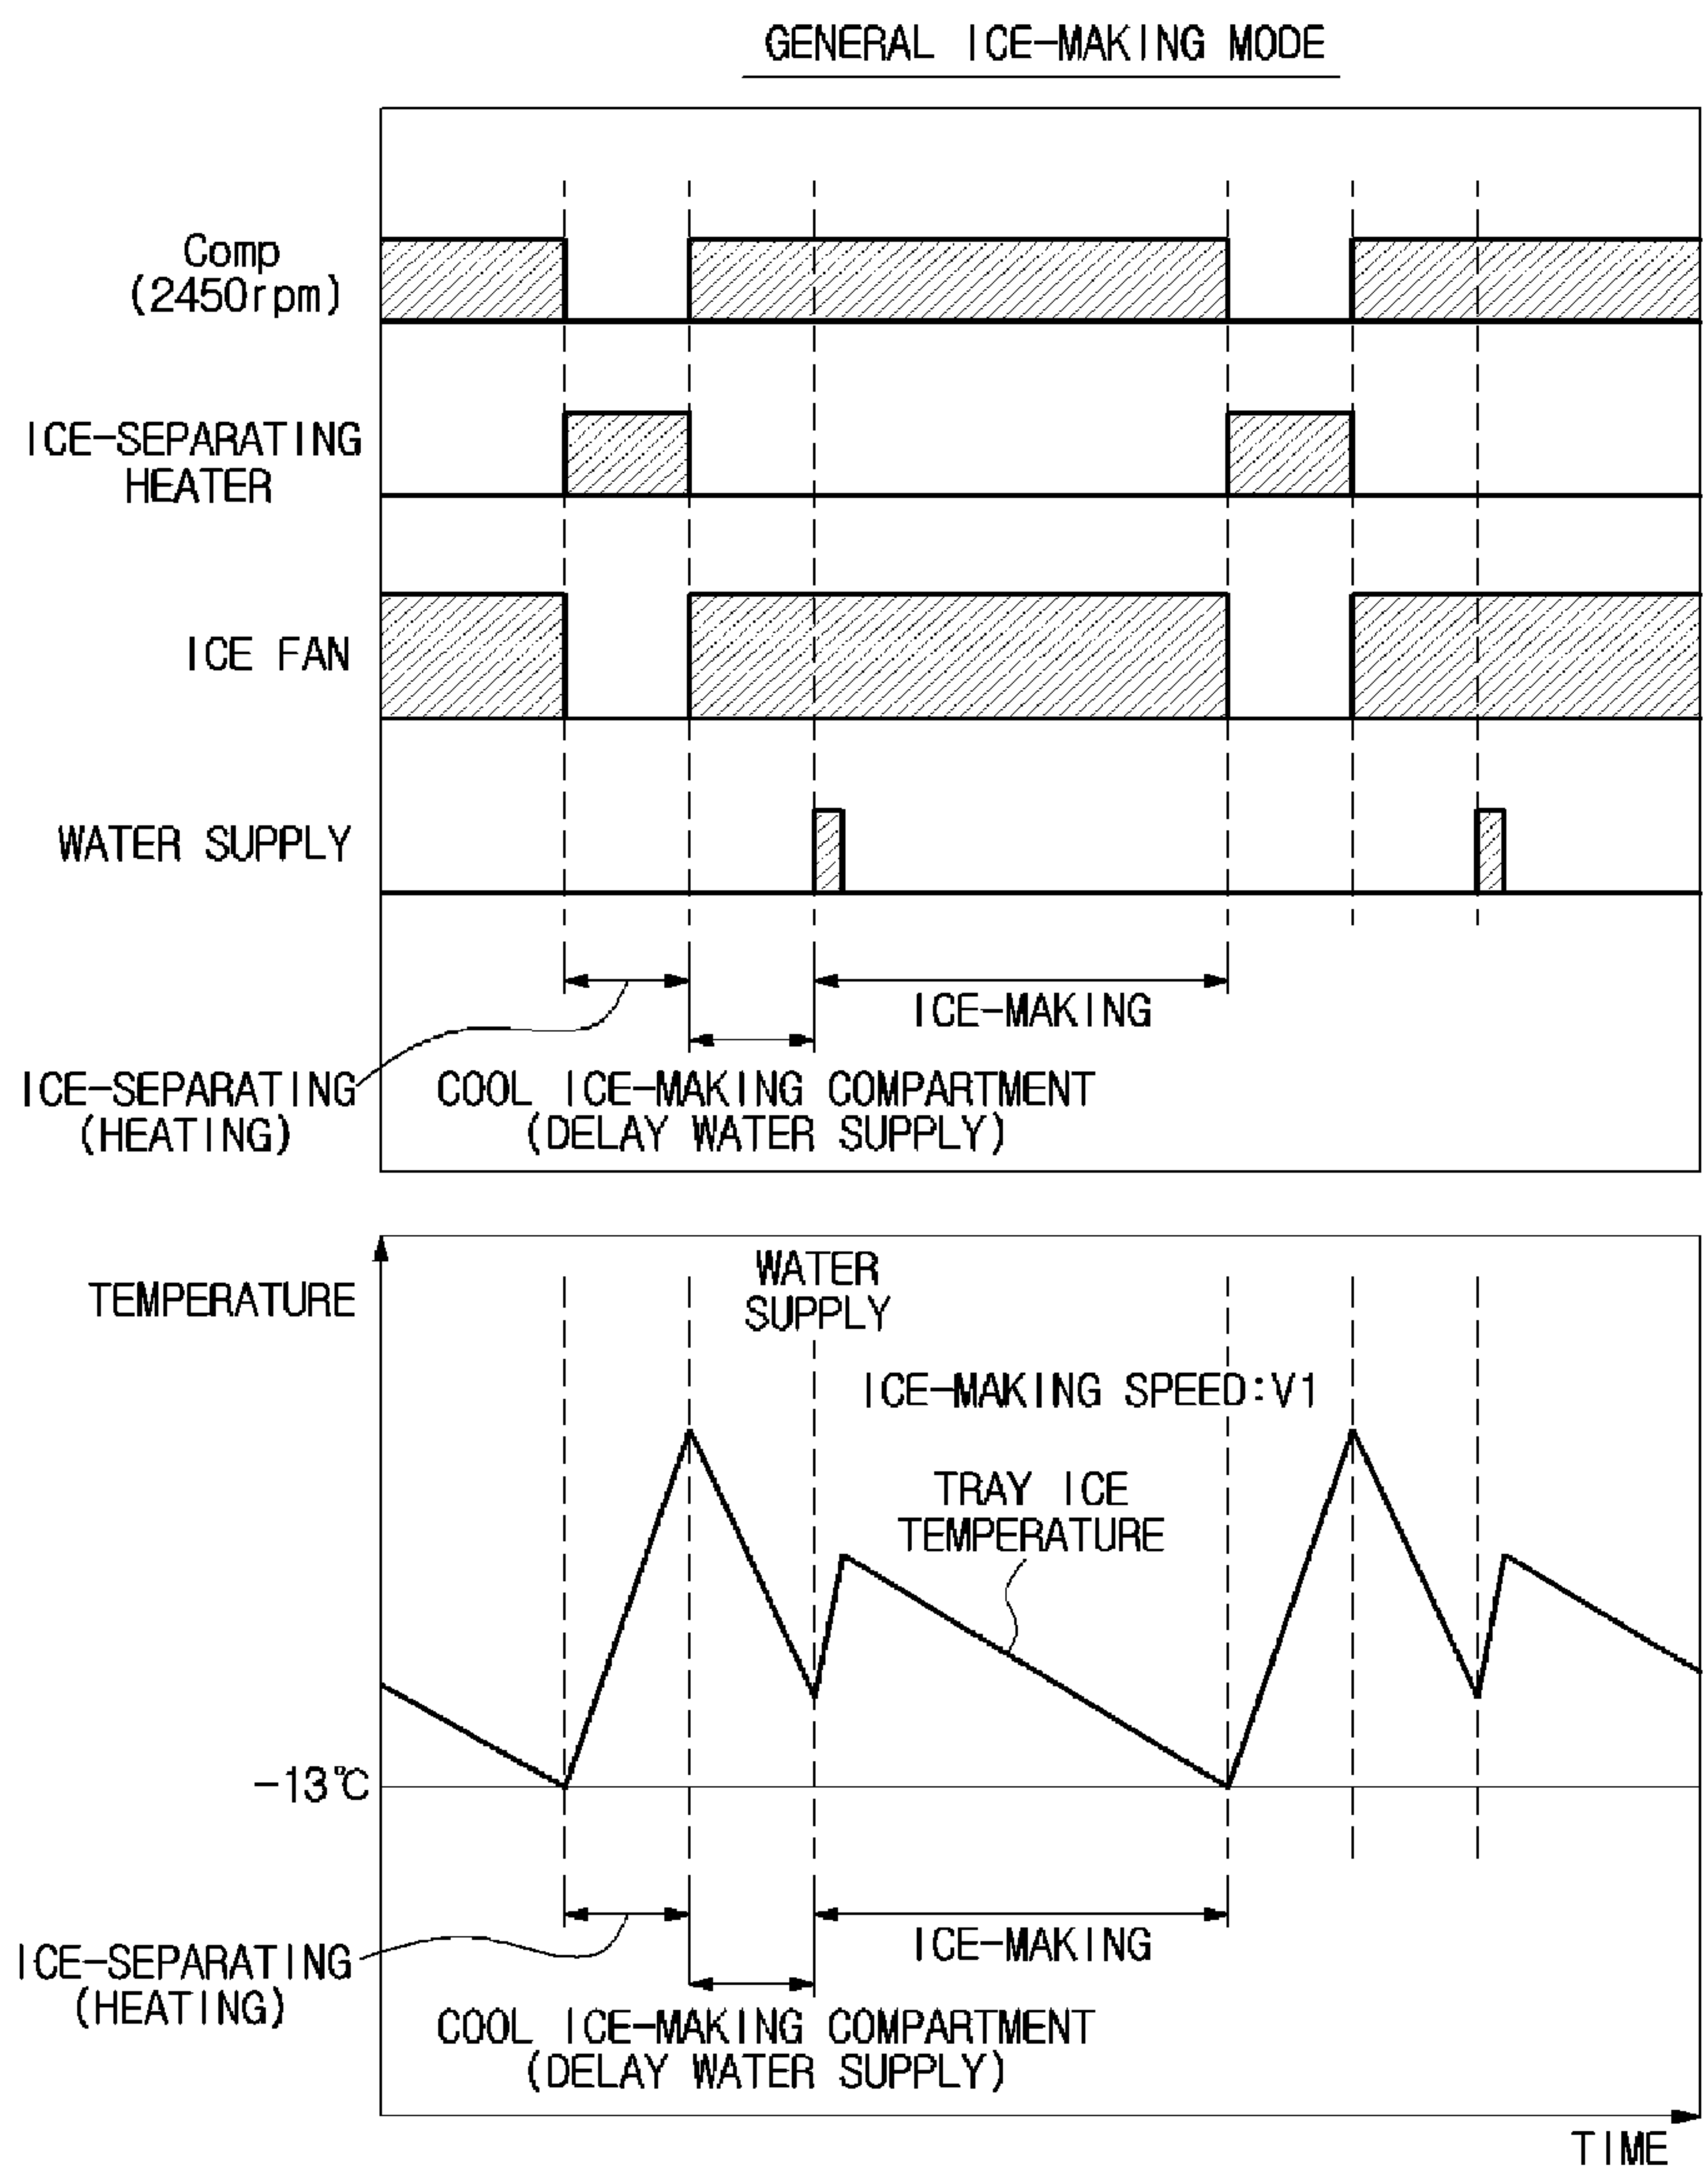 GENERAL ICE-MAKING MODE
Comp
(2450rpm)
ICE-SEPARATING
HEATER
ICE FAN
WATER SUPPLY
ICE-MAKING
ICE-SEPARATING
(HEATING)
COOL ICE-MAKING COMPARTMENT
(DELAY WATER SUPPLY)
TEMPERATURE
WATER
SUPPLY
ICE-MAKING SPEED:V1
TRAY ICE
TEMPERATURE
-13℃
ICE-MAKING
ICE-SEPARATING
(HEATING)
COOL ICE-MAKING COMPARTMENT
(DELAY WATER SUPPLY)
TIME